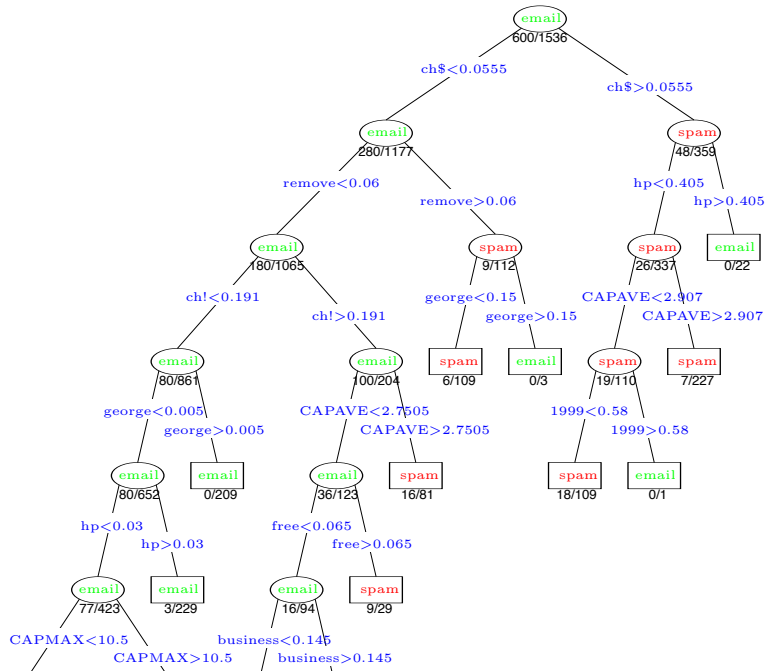 email
600/1536
ch$<0.0555
ch$>0.0555
email
280/1177
spam
48/359
remove<0.06
remove>0.06
hp<0.405
hp>0.405
email
180/1065
spam
9/112
spam
26/337
email
0/22
ch!<0.191
ch!>0.191
george<0.15
george>0.15
CAPAVE<2.907
CAPAVE>2.907
email
80/861
email
100/204
spam
6/109
email
0/3
spam
19/110
spam
7/227
george<0.005
george>0.005
CAPAVE<2.7505
CAPAVE>2.7505
1999<0.58
1999>0.58
email
80/652
email
0/209
email
36/123
spam
16/81
spam
18/109
email
0/1
hp<0.03
hp>0.03
free<0.065
free>0.065
email
77/423
email
3/229
email
16/94
spam
9/29
CAPMAX<10.5
CAPMAX>10.5
business<0.145
business>0.145